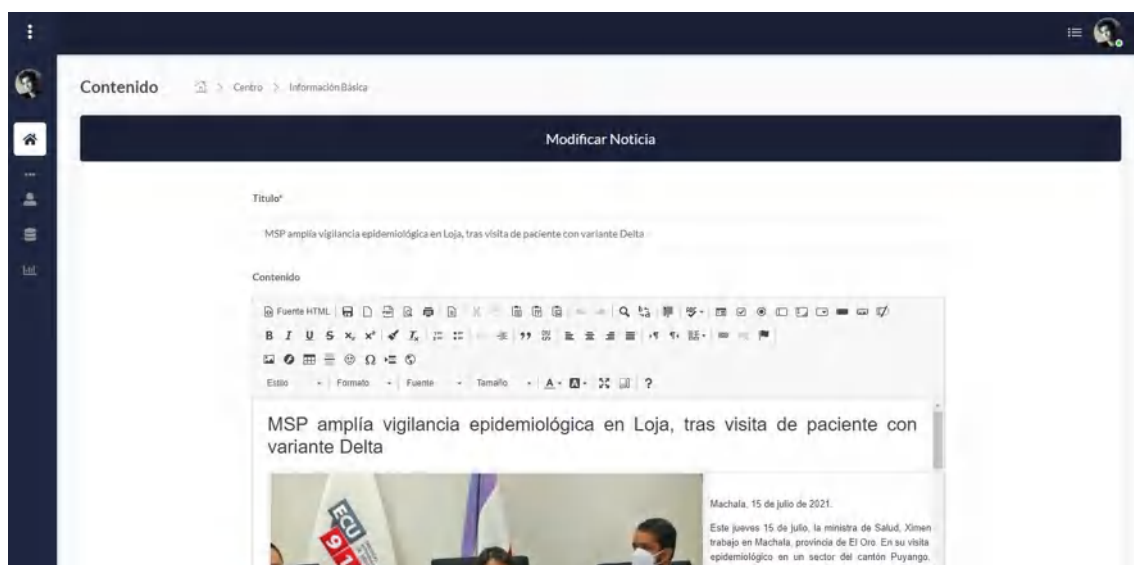 Contenido > Centro > Información Básica
Modificar Noticia
Titulo*
MSP amplía vigilancia epidemiológica en Loja, tras visita de paciente con variante Delta
Contenido
Fuente HTML
Estilo Formato Fuente Tamaño A A ?
MSP amplía vigilancia epidemiológica en Loja, tras visita de paciente con
variante Delta
ECU
91
Machala, 15 de julio de 2021.
Este jueves 15 de julio, la ministra de Salud, Ximen
trabajo en Machala, provincia de El Oro. En su visita
epidemiológico en un sector del cantón Puyango,